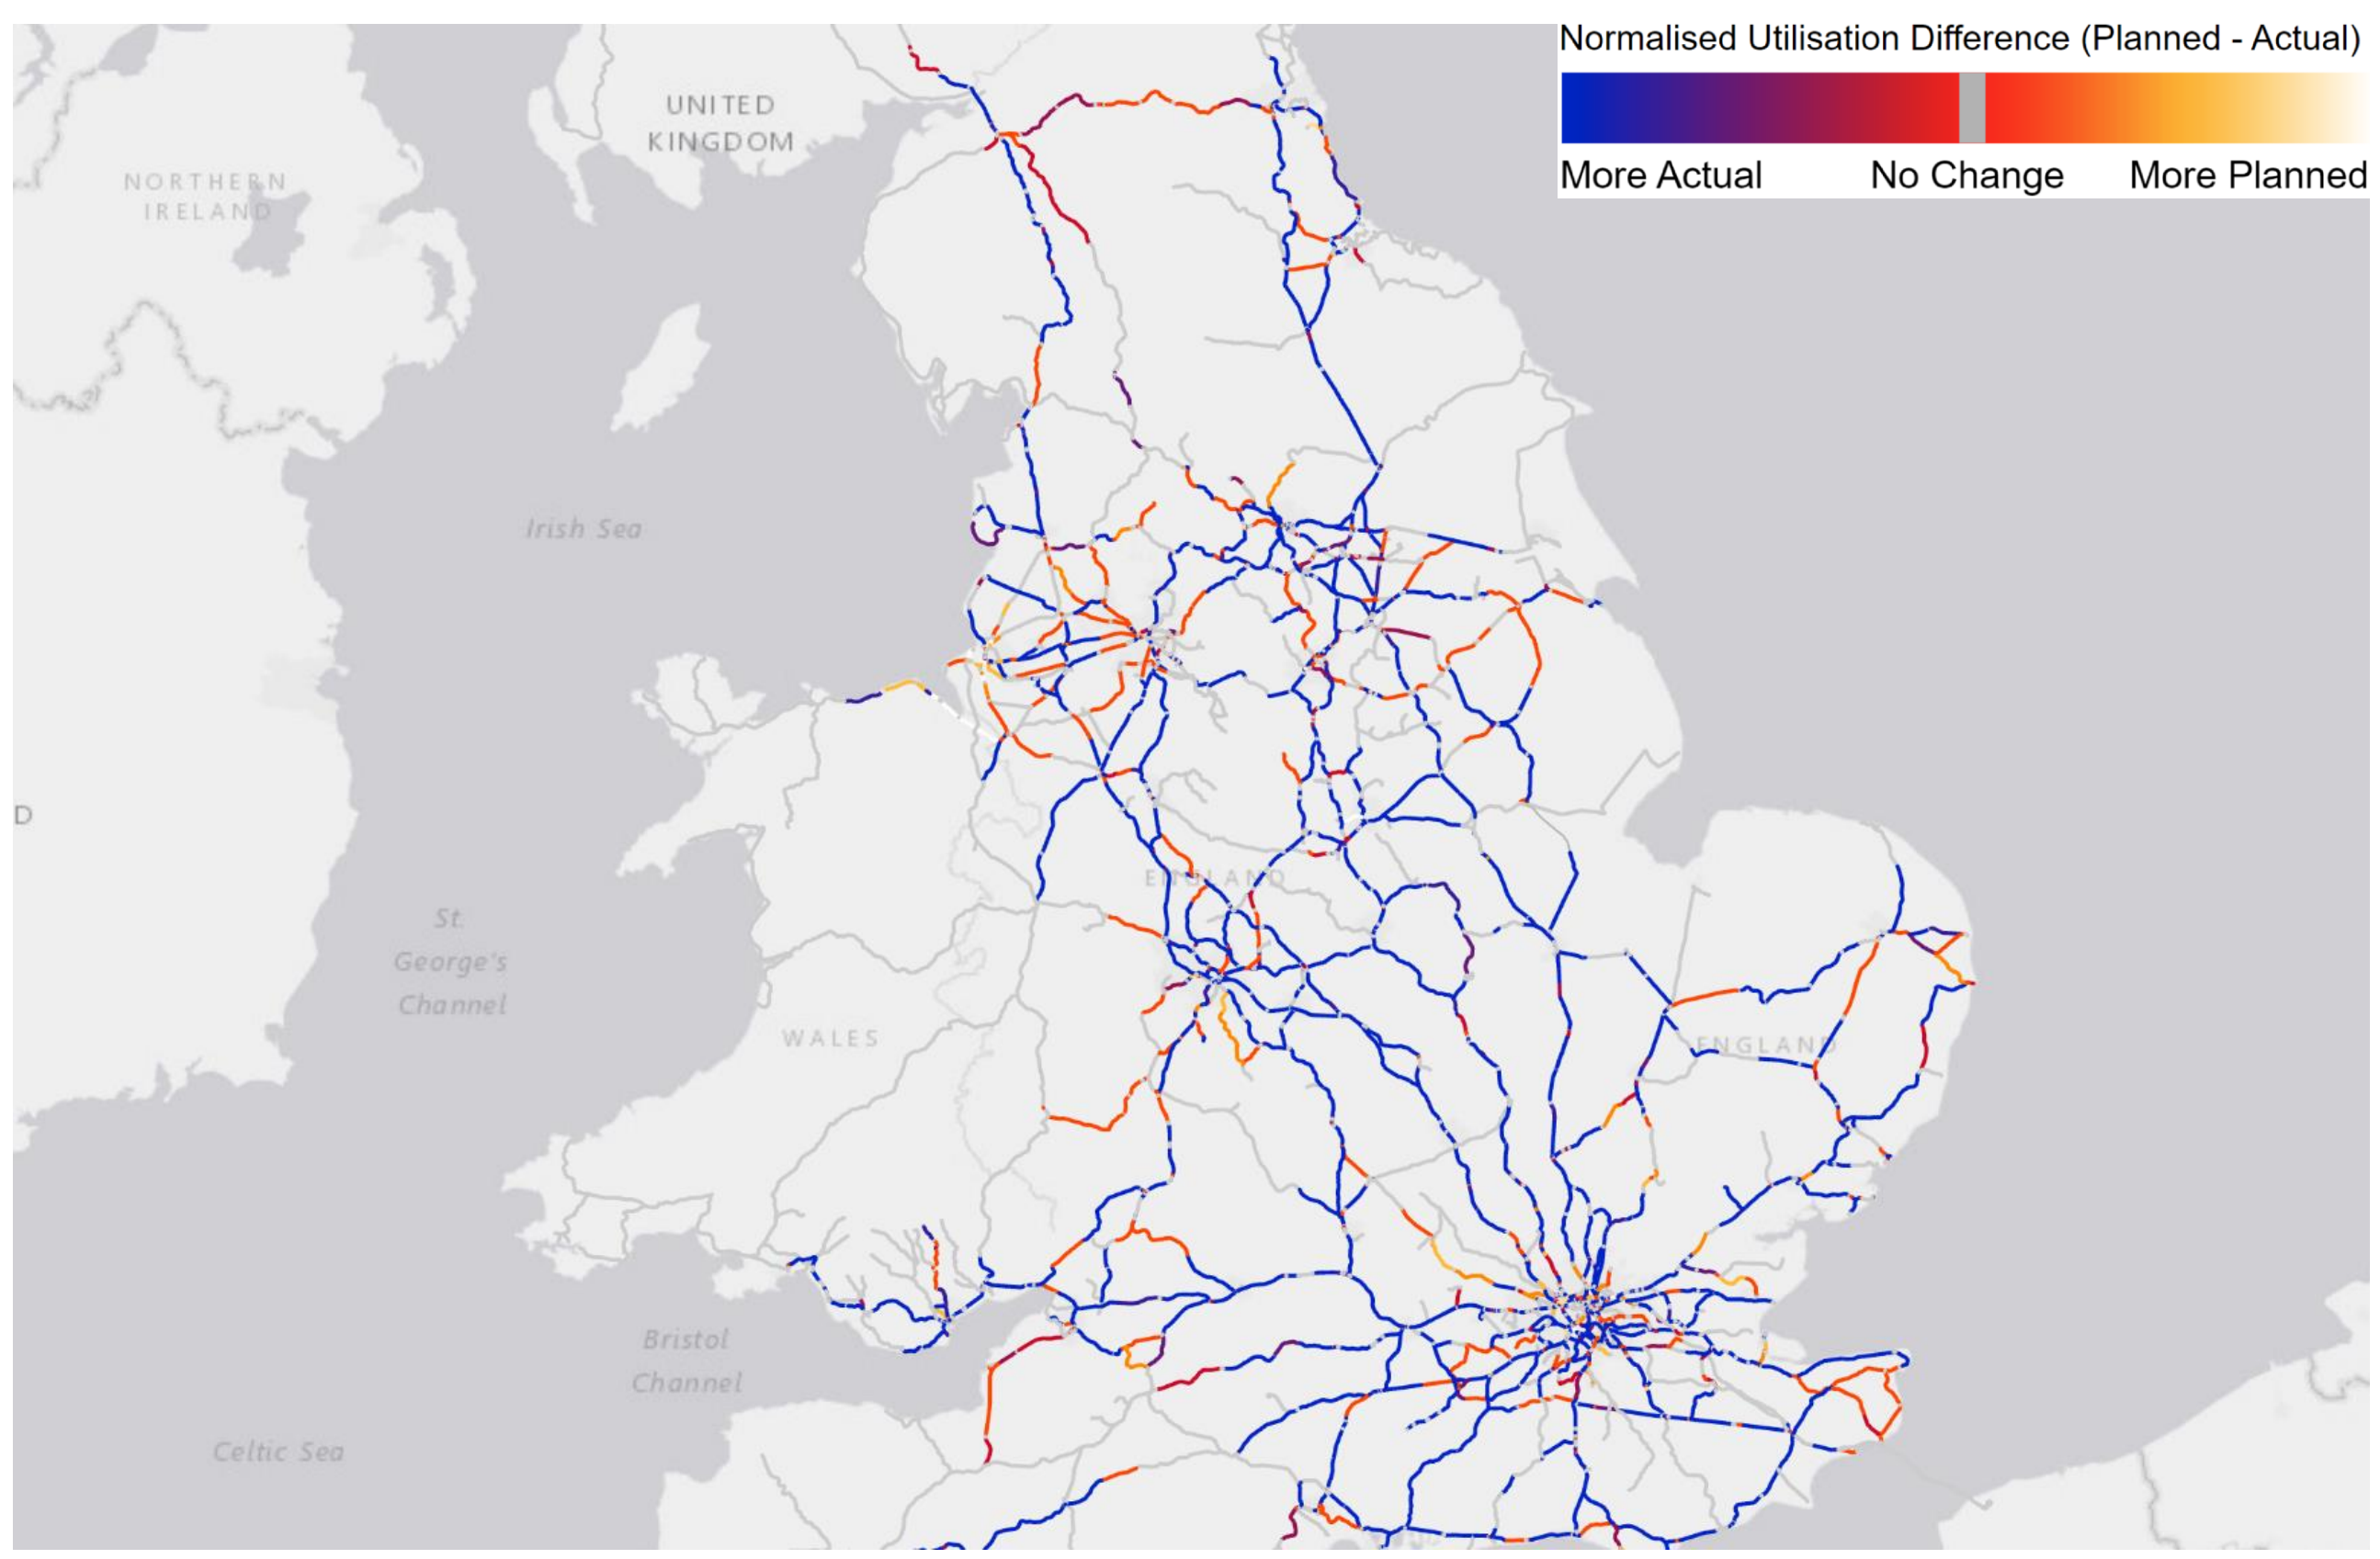 Normalised Utilisation Difference (Planned - Actual)
More Actual No Change More Planned
UNITED
KINGDOM
NORTHERN
IRELAND
Irish Sea
D
ENGLAND
St.
George's
Channel
WALES
ENGLAND
Bristol
Channel
Celtic Sea